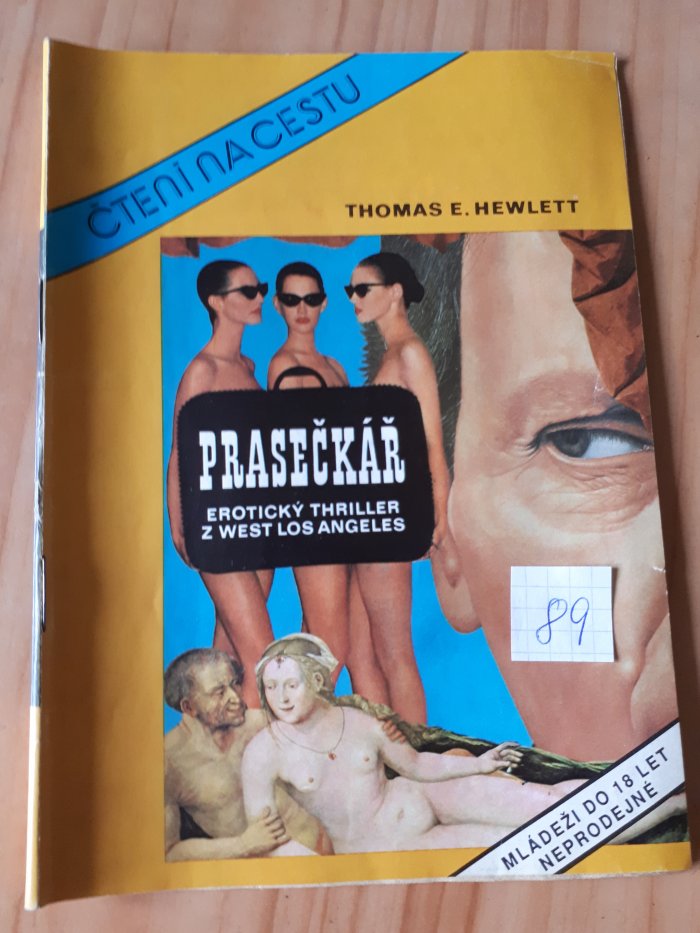 ČTENÍ NA CESTU
THOMAS E. HEWLETT
PRASEČKÁŘ
EROTICKÝ THRILLER
Z WEST LOS ANGELES
89
MLÁDEŽI DO 18 LET
NEPRODEJNÉ